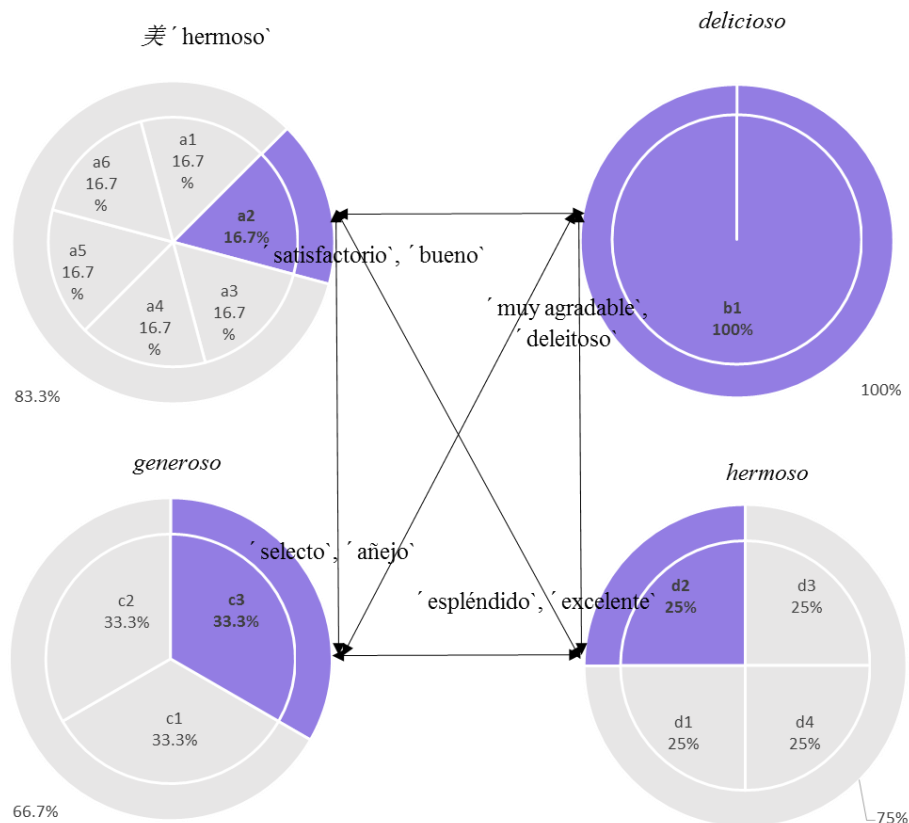 美 ´hermoso`
a1
16.7
%
a2
16.7%
a3
16.7
%
a4
16.7
%
a5
16.7
%
a6
16.7
%
83.3%
´satisfactorio`, ´bueno`
delicioso
b1
100%
100%
´muy agradable`,
´deleitoso`
generoso
c2
33.3%
c3
33.3%
c1
33.3%
66.7%
´selecto`, ´añejo`
hermoso
d2
25%
d3
25%
d1
25%
d4
25%
75%
´espléndido`, ´excelente`